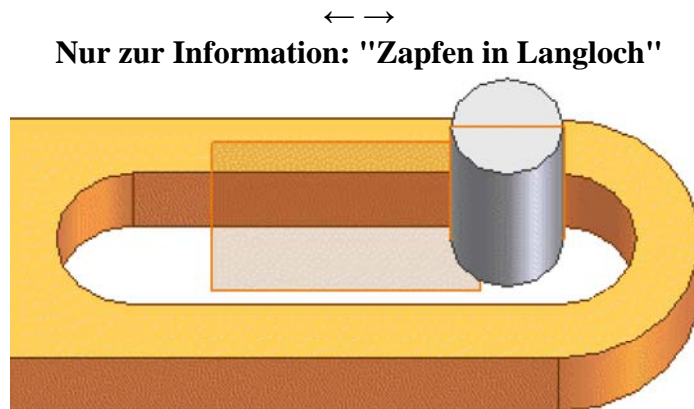 ← →
Nur zur Information: "Zapfen in Langloch"